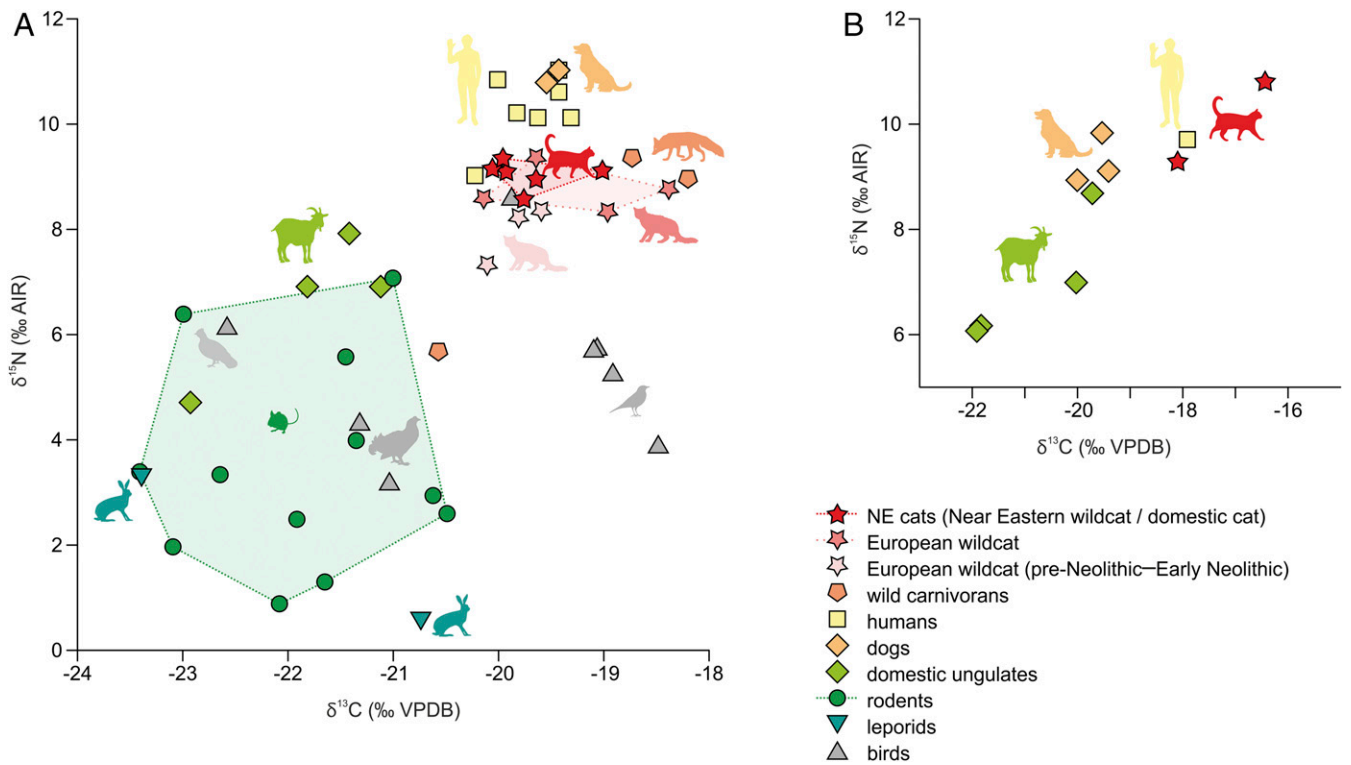 A
B
12
10
8
6
4
2
0
δ15N (‰ AIR)
-24
-23
-22
-21
-20
-19
-18
δ13C (‰ VPDB)
12
10
8
6
δ15N (‰ AIR)
-22
-20
-18
-16
δ13C (‰ VPDB)
NE cats (Near Eastern wildcat / domestic cat)
European wildcat
European wildcat (pre-Neolithic–Early Neolithic)
wild carnivorans
humans
dogs
domestic ungulates
rodents
leporids
birds